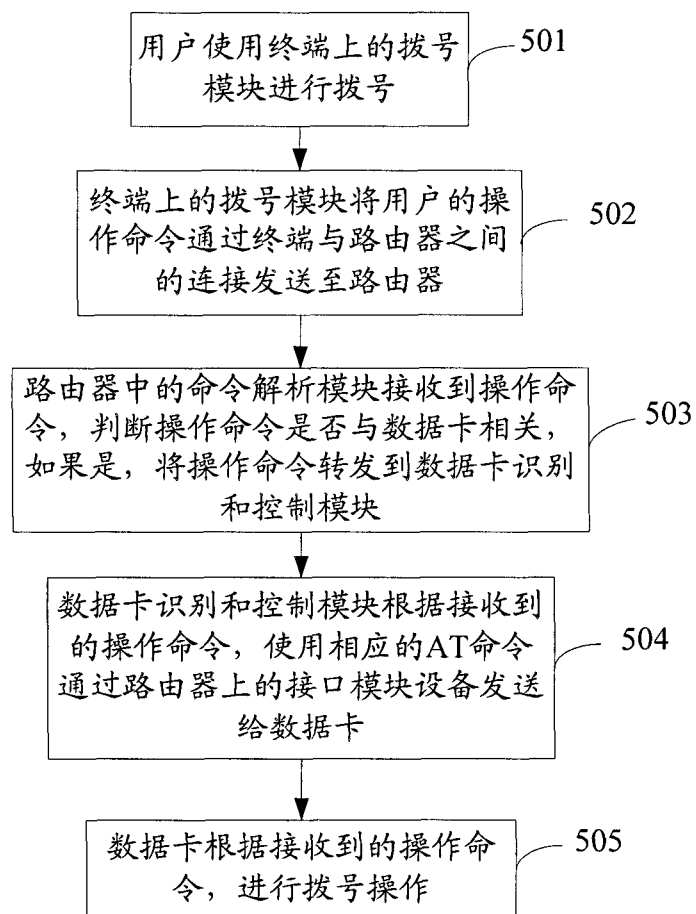 用户使用终端上的拨号
模块进行拨号
501
终端上的拨号模块将用户的操
作命令通过终端与路由器之间
的连接发送至路由器
502
路由器中的命令解析模块接收到操作命
令，判断操作命令是否与数据卡相关，
如果是，将操作命令转发到数据卡识别
和控制模块
503
数据卡识别和控制模块根据接收到
的操作命令，使用相应的AT命令
通过路由器上的接口模块设备发送
给数据卡
504
数据卡根据接收到的操作命
令，进行拨号操作
505